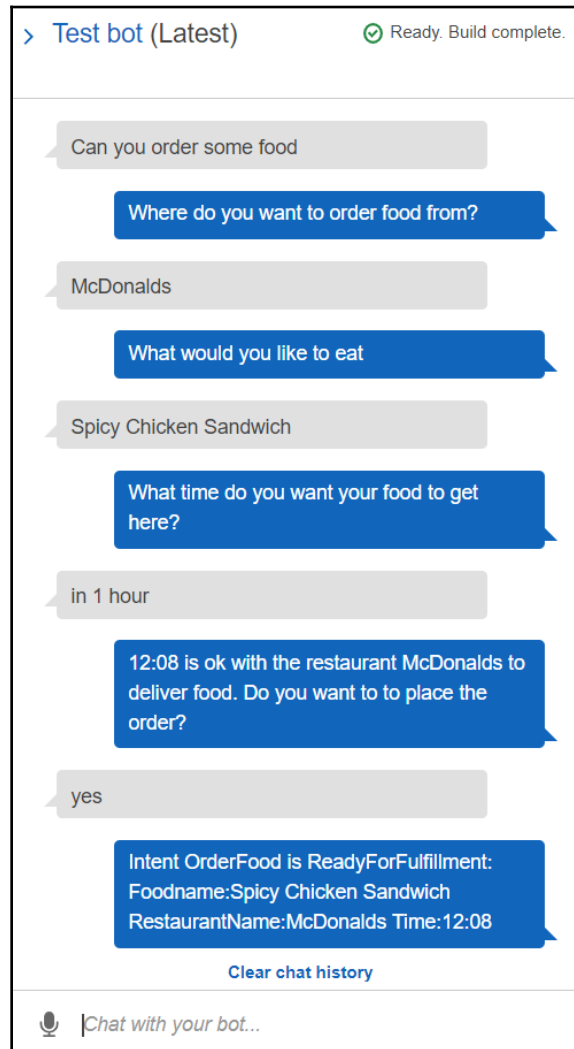 Test bot (Latest) Ready. Build complete.
Can you order some food
Where do you want to order food from?
McDonalds
What would you like to eat
Spicy Chicken Sandwich
What time do you want your food to get
here?
in 1 hour
12:08 is ok with the restaurant McDonalds to
deliver food. Do you want to to place the
order?
yes
Intent OrderFood is ReadyForFulfillment:
Foodname:Spicy Chicken Sandwich
RestaurantName:McDonalds Time:12:08
Clear chat history
Chat with your bot...